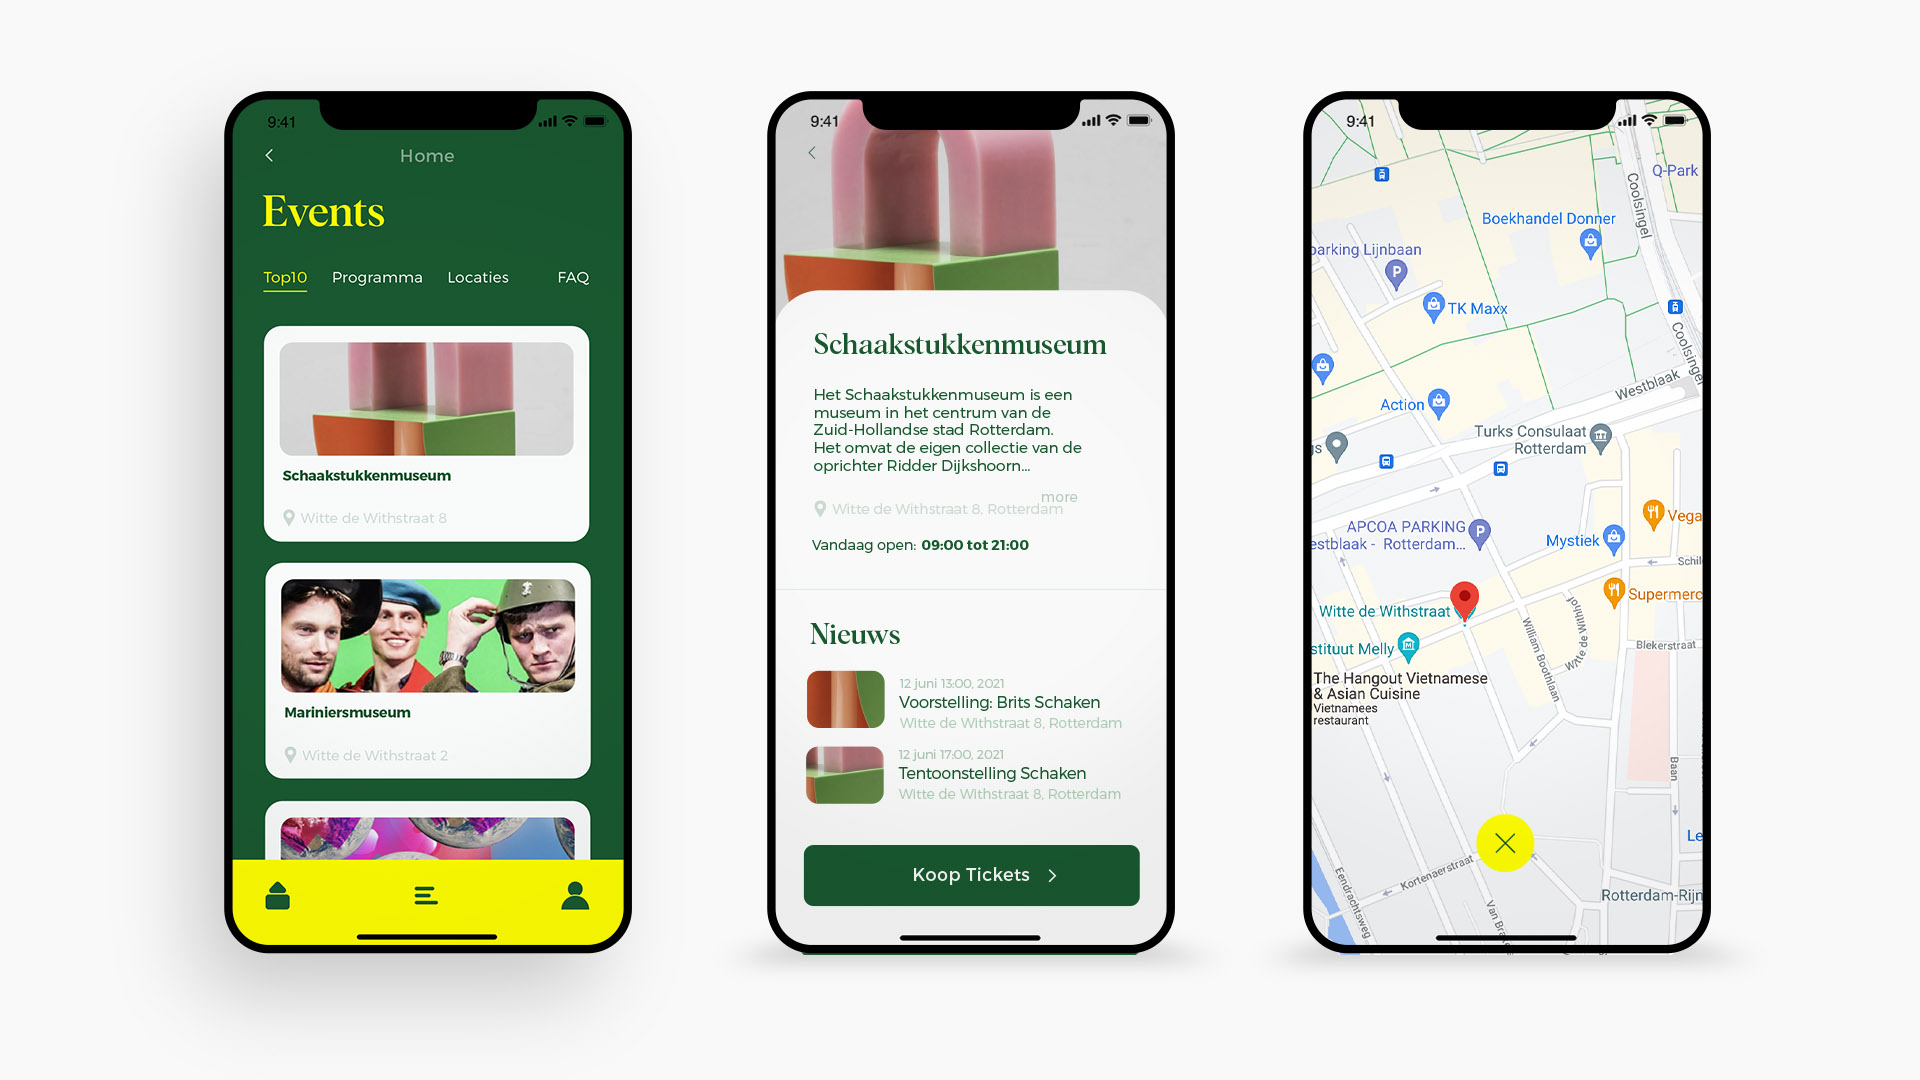 9:41
Home
Events
Top10 Programma Locaties FAQ
Schaakstukkenmuseum
Witte de Withstraat 8
Mariniersmuseum
Witte de Withstraat 2
9:41
Schaakstukkenmuseum
Het Schaakstukkenmuseum is een
museum in het centrum van de
Zuid-Hollandse stad Rotterdam.
Het omvat de eigen collectie van de
oprichter Ridder Dijkshoorn...
more
Witte de Withstraat 8, Rotterdam
Vandaag open: 09:00 tot 21:00
Nieuws
12 juni 13:00, 2021
Voorstelling: Brits Schaken
Witte de Withstraat 8, Rotterdam
12 juni 17:00, 2021
Tentoonstelling Schaken
Witte de Withstraat 8, Rotterdam
Koop Tickets
9:41
Q-Park
Coolsingel
Boekhandel Donner
parking Lijnbaan
P
TK Maxx
Coolsingel
Westblaak
Action
Turks Consulaat
Rotterdam
gs
Vega
APCOA PARKING
estblaak - Rotterdam...
P
Mystiek
Schil
Supermerc
Witte de Withstraat
William Boothlaan
Witte de Withhof
Blekerstraat
stituut Melly
The Hangout Vietnamese
& Asian Cuisine
Vietnamees
restaurant
Baan
Le
Kortenaerstraat
Eendrachtsweg
Van Brake
Rotterdam-Rijn